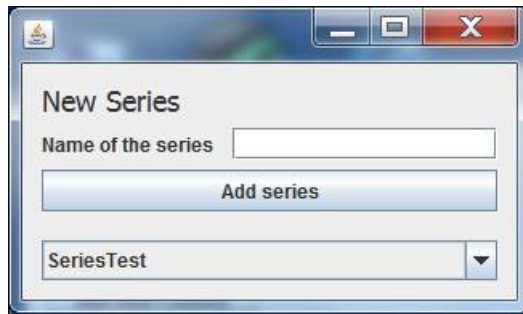 New Series
Name of the series
Add series
SeriesTest